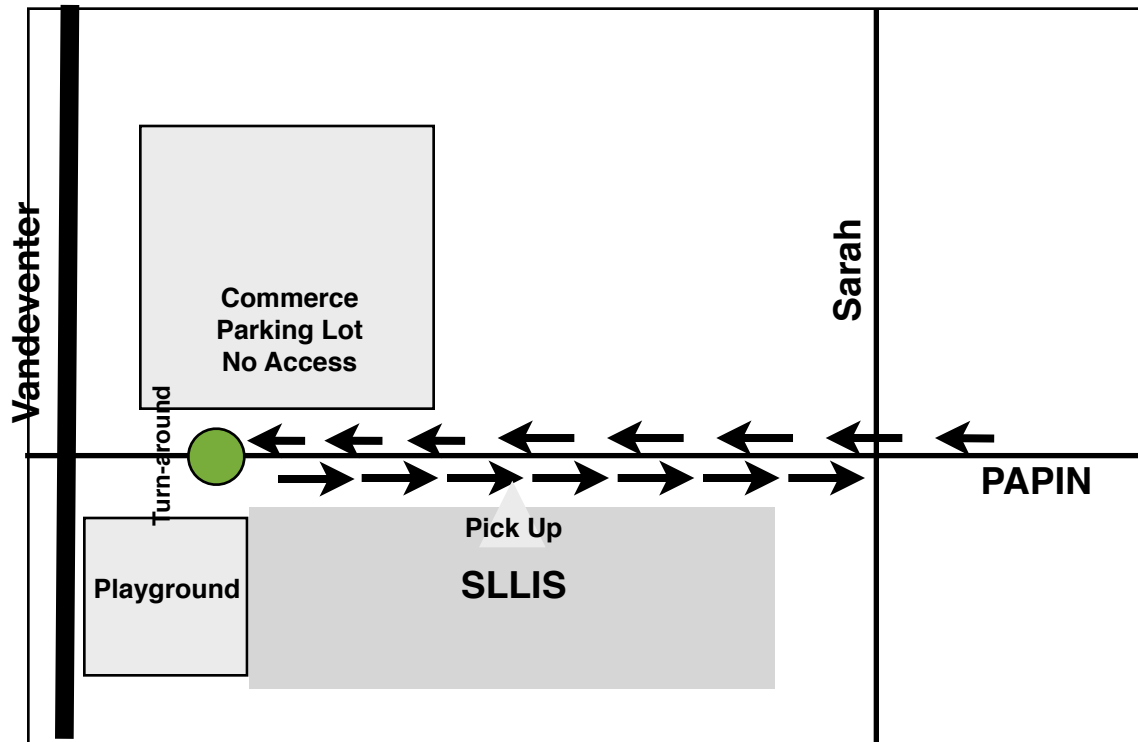 Vandeventer
Commerce
Parking Lot
No Access
Sarah
Turn-around
PAPIN
Pick Up
Playground
SLLIS